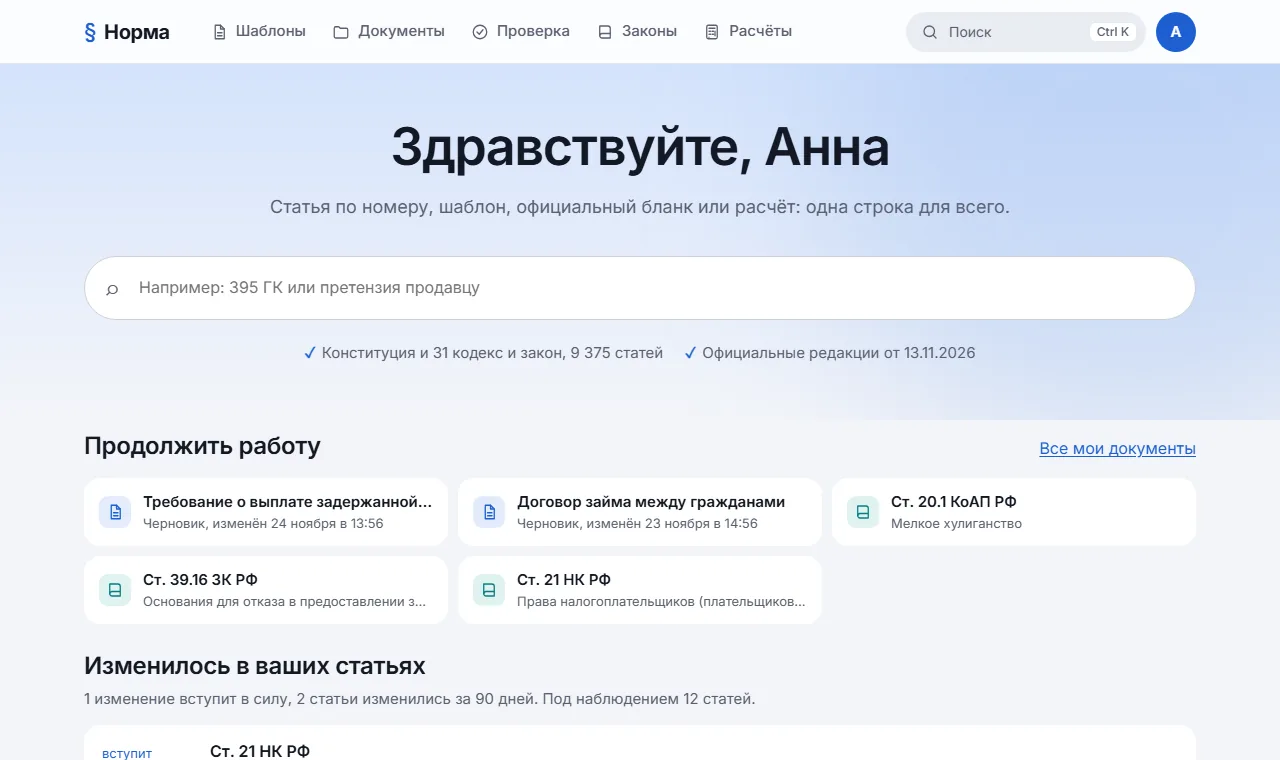 § Норма
Шаблоны
Документы
Проверка
Законы
Расчёты
Поиск
Ctrl K
А
Здравствуйте, Анна
Статья по номеру, шаблон, официальный бланк или расчёт: одна строка для всего.
Например: 395 ГК или претензия продавцу
✓ Конституция и 31 кодекс и закон, 9 375 статей
✓ Официальные редакции от 13.11.2026
Продолжить работу
Все мои документы
Требование о выплате задержанной…
Черновик, изменён 24 ноября в 13:56
Договор займа между гражданами
Черновик, изменён 23 ноября в 14:56
Ст. 20.1 КоАП РФ
Мелкое хулиганство
Ст. 39.16 ЗК РФ
Основания для отказа в предоставлении з…
Ст. 21 НК РФ
Права налогоплательщиков (плательщиков…
Изменилось в ваших статьях
1 изменение вступит в силу, 2 статьи изменились за 90 дней. Под наблюдением 12 статей.
вступит
Ст. 21 НК РФ